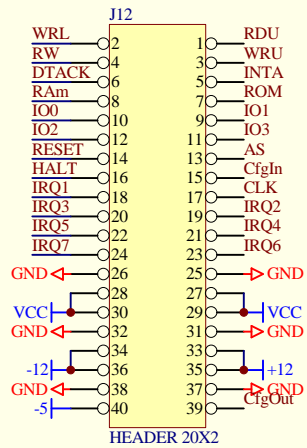 J12
WRL 2 1 RDU
RW 4 3 WRU
DTACK 6 5 INTA
RAm 8 7 ROM
IO0 10 9 IO1
IO2 12 11 IO3
RESET 14 13 AS
HALT 16 15 CfgIn
IRQ1 18 17 CLK
IRQ3 20 19 IRQ2
IRQ5 22 21 IRQ4
IRQ7 24 23 IRQ6
GND 26 25 GND
28 27
VCC 30 29 VCC
GND 32 31 GND
34 33
-12 36 35 +12
GND 38 37 GND
-5 40 39 CfgOut
HEADER 20X2